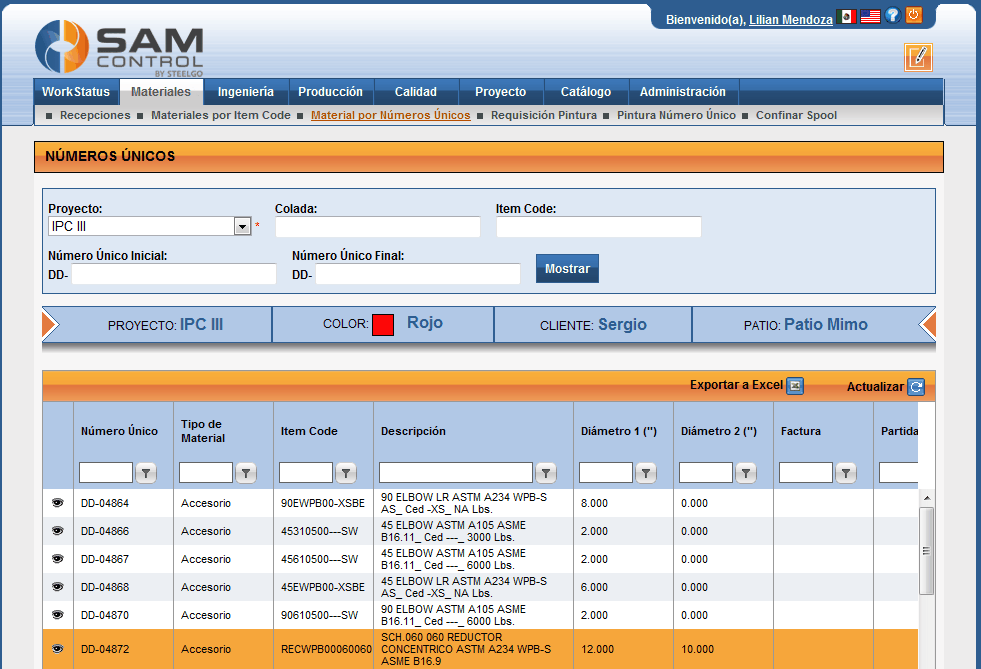 Bienvenido(a), Lilian Mendoza
SAM
CONTROL
BY STEELGO
WorkStatus Materiales Ingeniería Producción Calidad Proyecto Catálogo Administración
Recepciones Materiales por Item Code Material por Números Únicos Requisición Pintura Pintura Número Único Confinar Spool
NÚMEROS ÚNICOS
Proyecto: Colada: Item Code:
IPC III *
Número Único Inicial: Número Único Final:
DD- DD- Mostrar
PROYECTO: IPC III COLOR: Rojo CLIENTE: Sergio PATIO: Patio Mimo
Exportar a Excel Actualizar
Número Único Tipo de Material Item Code Descripción Diámetro 1 (") Diámetro 2 (") Factura Partida
DD-04864 Accesorio 90EWPB00-XSBE 90 ELBOW LR ASTM A234 WPB-S 8.000 0.000
AS_ Ced -XS_ NA Lbs.
DD-04866 Accesorio 45310500---SW 45 ELBOW ASTM A105 ASME 2.000 0.000
B16.11_ Ced ---_ 3000 Lbs.
DD-04867 Accesorio 45610500---SW 45 ELBOW ASTM A105 ASME 2.000 0.000
B16.11_ Ced ---_ 6000 Lbs.
DD-04868 Accesorio 45EWPB00-XSBE 45 ELBOW LR ASTM A234 WPB-S 6.000 0.000
AS_ Ced -XS_ NA Lbs.
DD-04870 Accesorio 90610500---SW 90 ELBOW ASTM A105 ASME 2.000 0.000
B16.11_ Ced ---_ 6000 Lbs.
DD-04872 Accesorio RECWPB00060060 SCH.060 060 REDUCTOR 12.000 10.000
CONCENTRICO ASTM A234 WPB-S
ASME B16.9